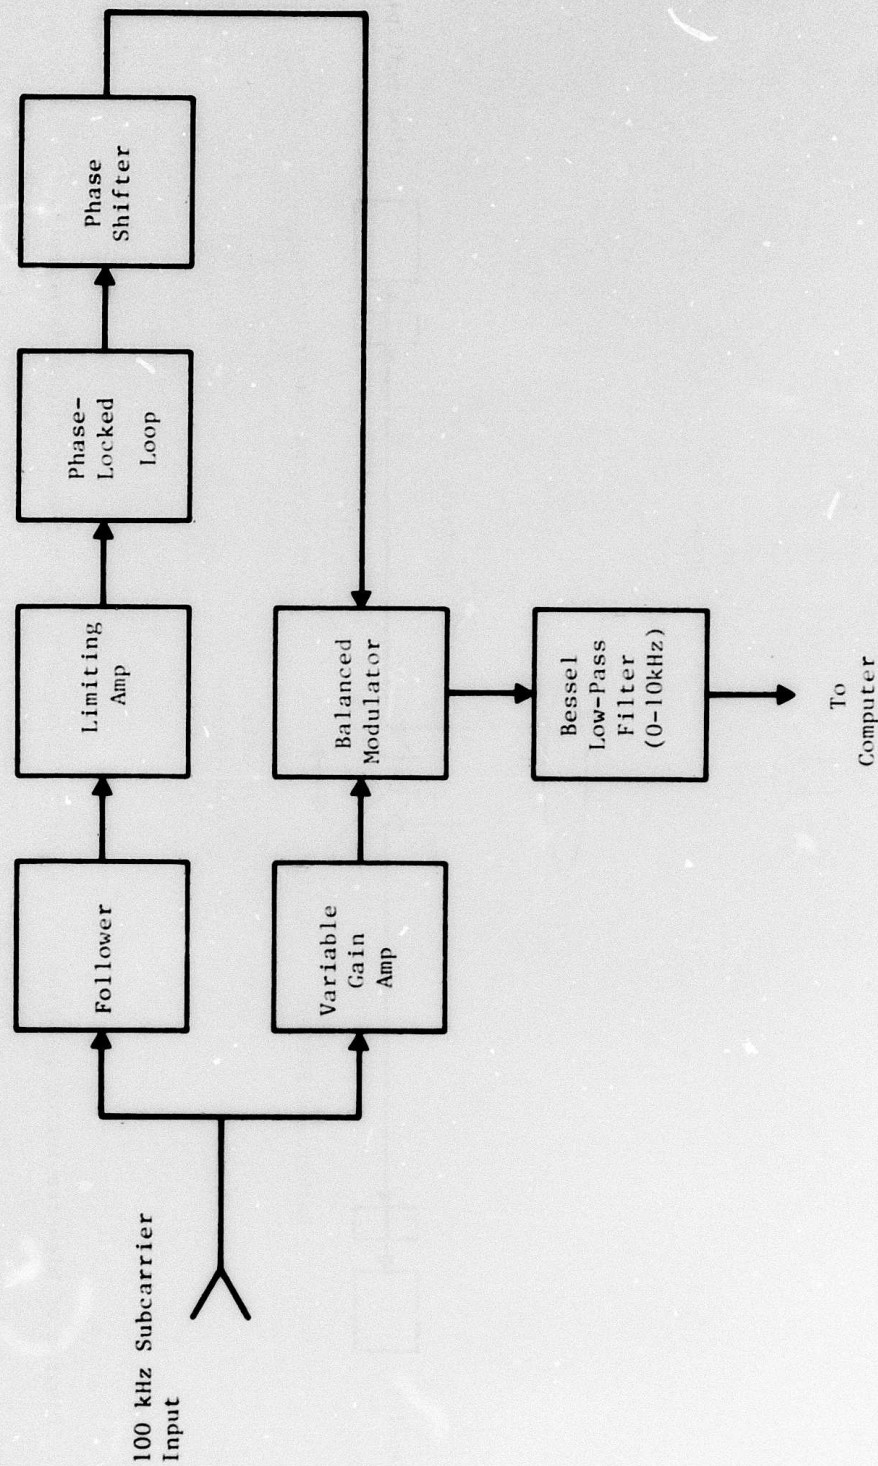 100 kHz Subcarrier
Input
Follower
Limiting
Amp
Phase-
Locked
Loop
Phase
Shifter
Variable
Gain
Amp
Balanced
Modulator
Bessel
Low-Pass
Filter
(0-10kHz)
To
Computer